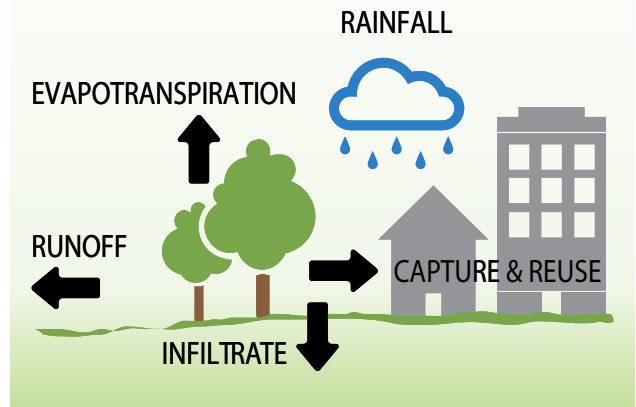 RAINFALL
EVAPOTRANSPIRATION
RUNOFF
CAPTURE & REUSE
INFILTRATE